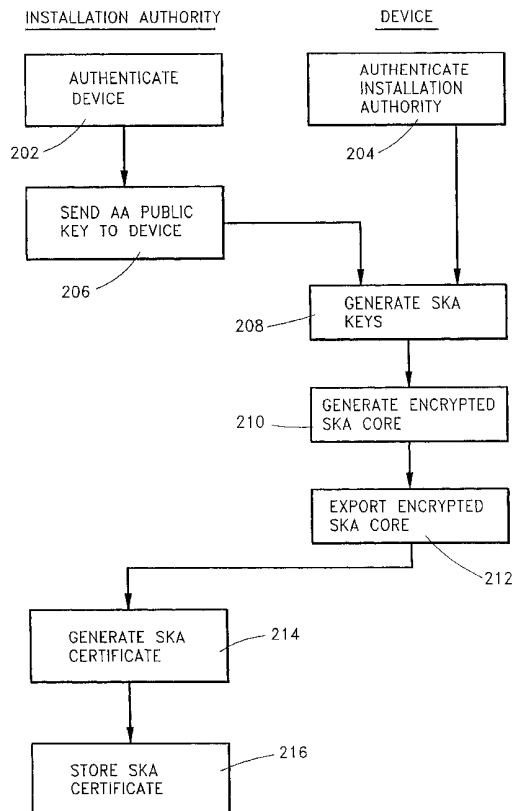 INSTALLATION AUTHORITY
DEVICE
AUTHENTICATE
DEVICE
202
AUTHENTICATE
INSTALLATION
AUTHORITY
204
SEND AA PUBLIC
KEY TO DEVICE
206
GENERATE SKA
KEYS
208
GENERATE ENCRYPTED
SKA CORE
210
EXPORT ENCRYPTED
SKA CORE
212
GENERATE SKA
CERTIFICATE
214
STORE SKA
CERTIFICATE
216